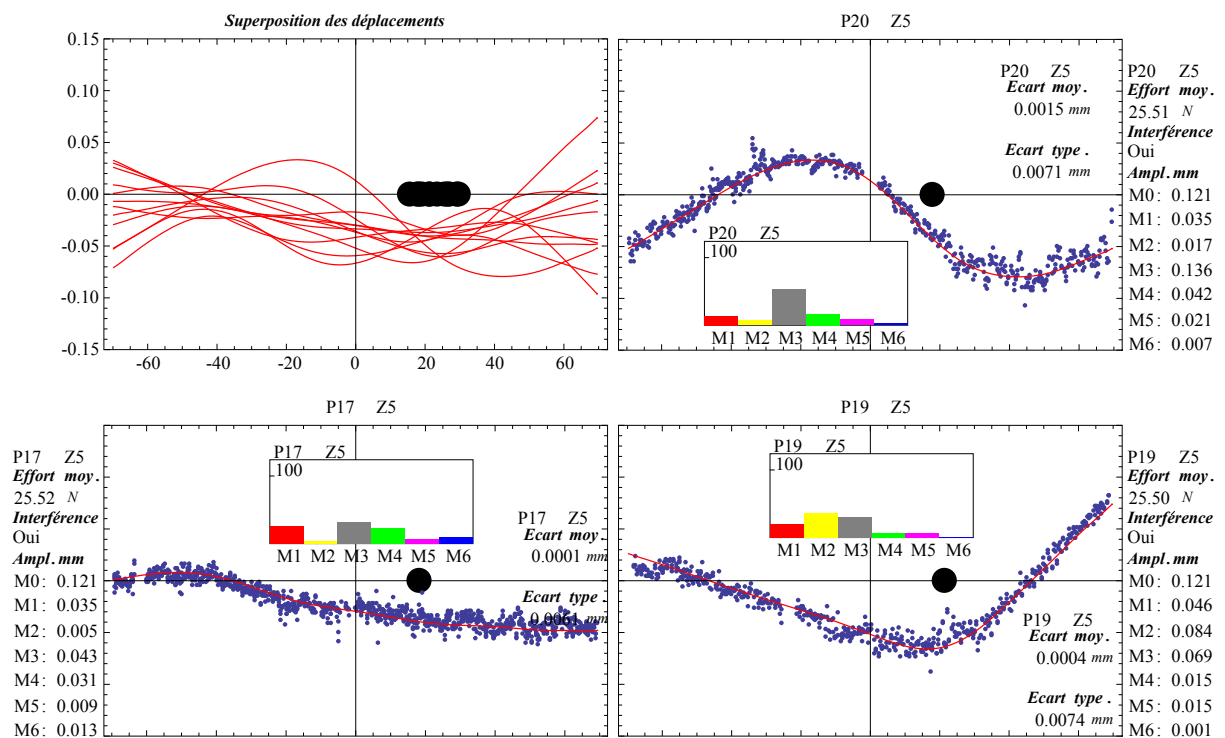 Superposition des déplacements
0.15
0.10
0.05
0.00
-0.05
-0.10
-0.15
-60
-40
-20
0
20
40
60
P20 Z5
P20 Z5
Ecart moy.
0.0015 mm
Ecart type.
0.0071 mm
P20 Z5
100
M1 M2 M3 M4 M5 M6
P20 Z5
Effort moy.
25.51 N
Interférence
Oui
Ampl.mm
M0: 0.121
M1: 0.035
M2: 0.017
M3: 0.136
M4: 0.042
M5: 0.021
M6: 0.007
P17 Z5
P17 Z5
Effort moy.
25.52 N
Interférence
Oui
Ampl.mm
M0: 0.121
M1: 0.035
M2: 0.005
M3: 0.043
M4: 0.031
M5: 0.009
M6: 0.013
P17 Z5
100
M1 M2 M3 M4 M5 M6
P17 Z5
Ecart moy.
0.0001 mm
Ecart type.
0.0061 mm
P19 Z5
P19 Z5
100
M1 M2 M3 M4 M5 M6
P19 Z5
Ecart moy.
0.0004 mm
Ecart type.
0.0074 mm
P19 Z5
Effort moy.
25.50 N
Interférence
Oui
Ampl.mm
M0: 0.121
M1: 0.046
M2: 0.084
M3: 0.069
M4: 0.015
M5: 0.015
M6: 0.001